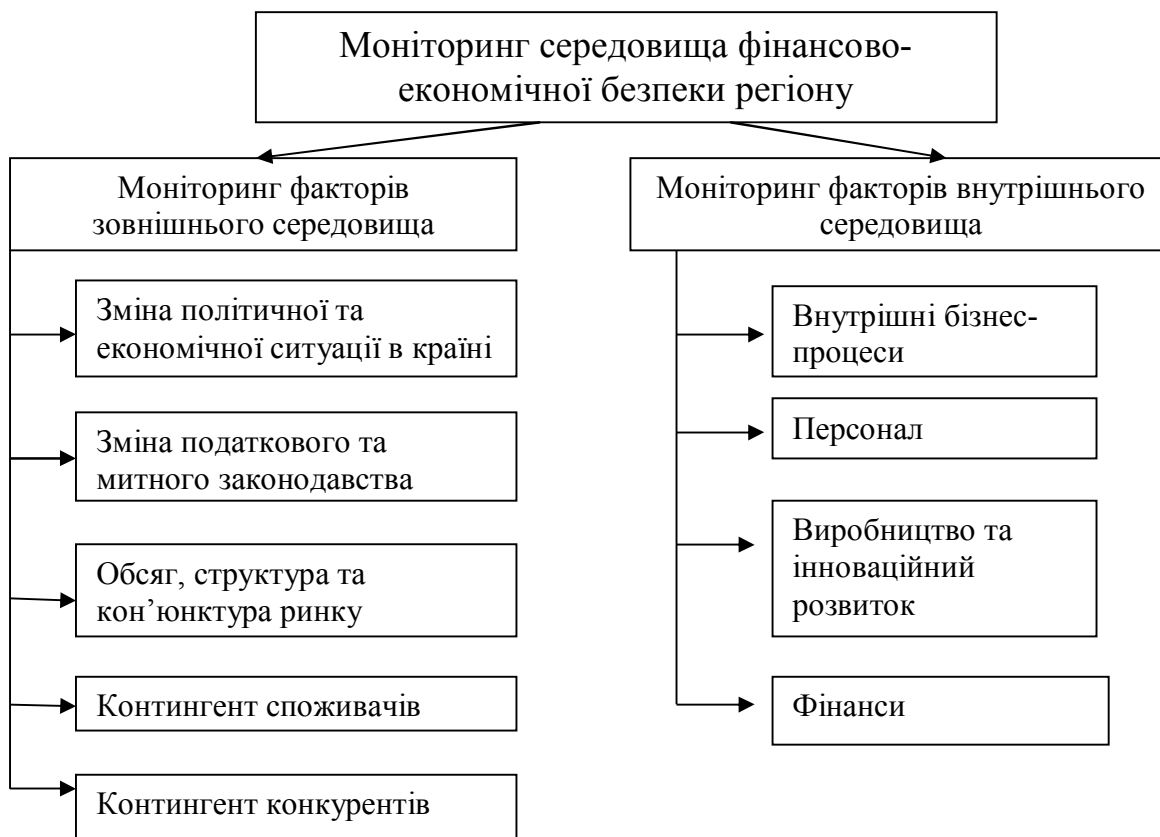 Моніторинг середовища фінансово-
економічної безпеки регіону
Моніторинг факторів
зовнішнього середовища
Зміна політичної та
економічної ситуації в країні
Зміна податкового та
митного законодавства
Обсяг, структура та
кон’юнктура ринку
Контингент споживачів
Контингент конкурентів
Моніторинг факторів внутрішнього
середовища
Внутрішні бізнес-
процеси
Персонал
Виробництво та
інноваційний
розвиток
Фінанси